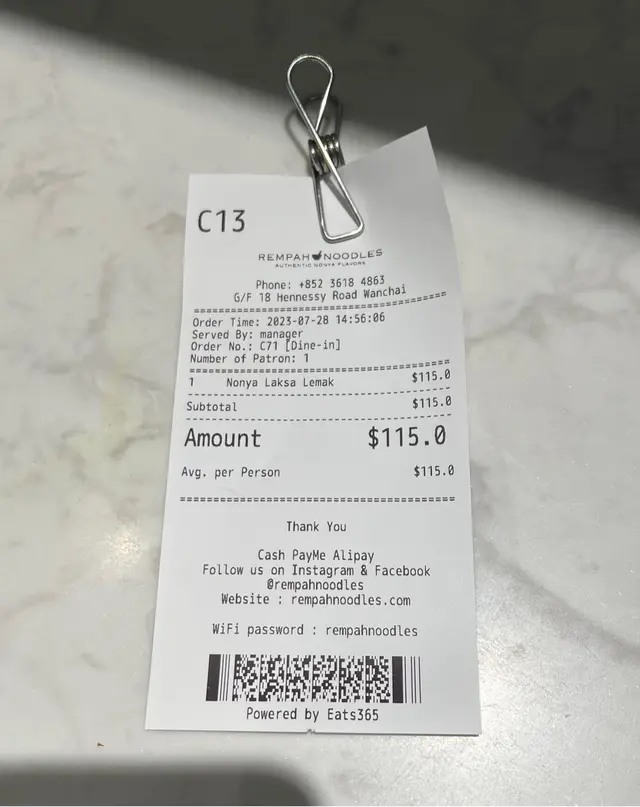 C13
REMPAH NOODLES
AUTHENTIC NONYA FLAVORS
Phone: +852 3618 4863
G/F 18 Hennessy Road Wanchai
Order Time: 2023-07-28 14:56:06
Served By: manager
Order No.: C71 [Dine-in]
Number of Patron: 1
1 Nonya Laksa Lemak $115.0
Subtotal $115.0
Amount $115.0
Avg. per Person $115.0
Thank You
Cash PayMe Alipay
Follow us on Instagram & Facebook
@rempahnoodles
Website : rempahnoodles.com
WiFi password : rempahnoodles
Powered by Eats365